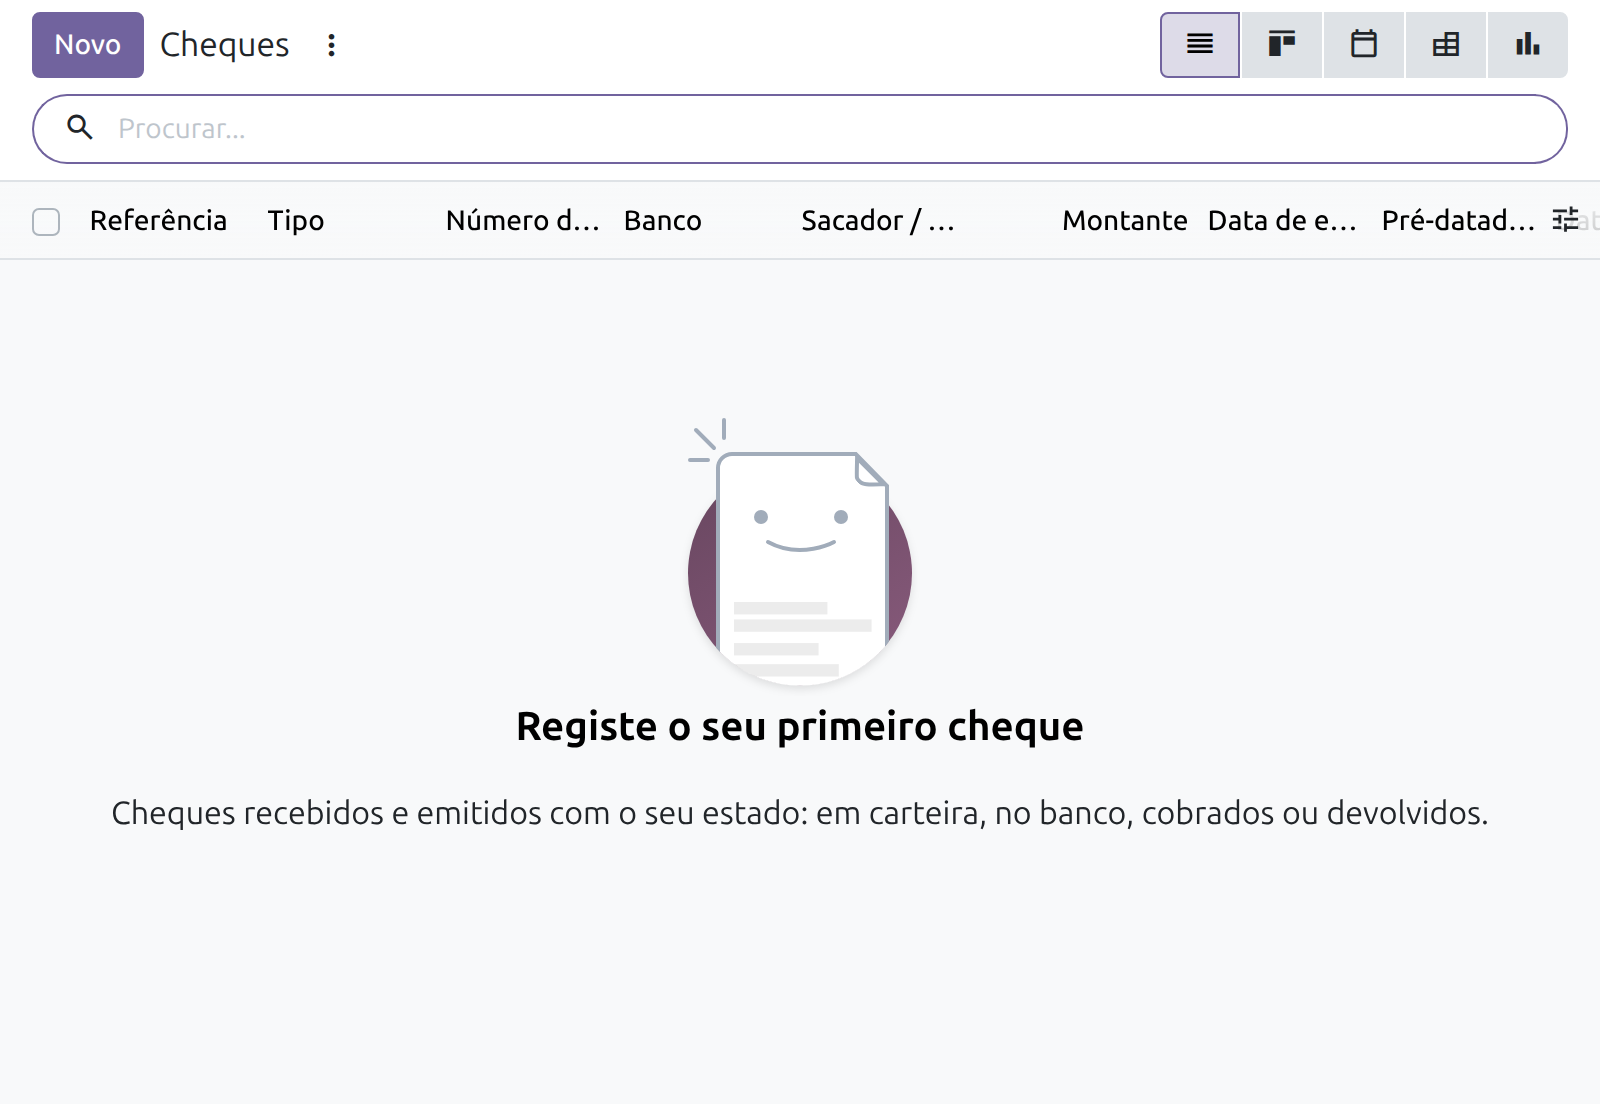 Novo Cheques
Procurar...
Referência Tipo Número d... Banco Sacador / ... Montante Data de e... Pré-datad...
Registe o seu primeiro cheque
Cheques recebidos e emitidos com o seu estado: em carteira, no banco, cobrados ou devolvidos.